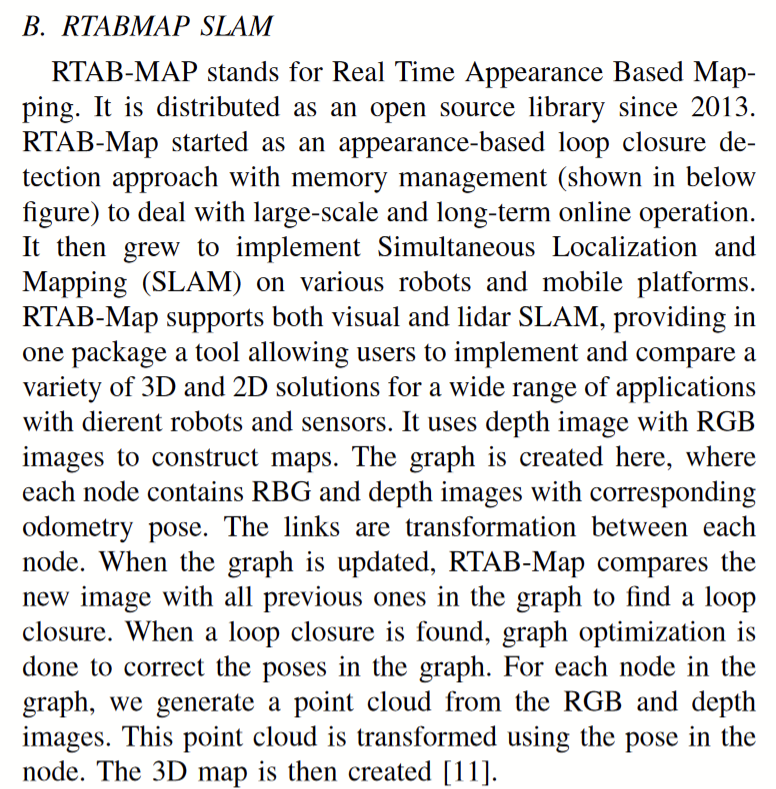 B. RTABMAP SLAM
RTAB-MAP stands for Real Time Appearance Based Map-
ping. It is distributed as an open source library since 2013.
RTAB-Map started as an appearance-based loop closure de-
tection approach with memory management (shown in below
figure) to deal with large-scale and long-term online operation.
It then grew to implement Simultaneous Localization and
Mapping (SLAM) on various robots and mobile platforms.
RTAB-Map supports both visual and lidar SLAM, providing in
one package a tool allowing users to implement and compare a
variety of 3D and 2D solutions for a wide range of applications
with dierent robots and sensors. It uses depth image with RGB
images to construct maps. The graph is created here, where
each node contains RBG and depth images with corresponding
odometry pose. The links are transformation between each
node. When the graph is updated, RTAB-Map compares the
new image with all previous ones in the graph to find a loop
closure. When a loop closure is found, graph optimization is
done to correct the poses in the graph. For each node in the
graph, we generate a point cloud from the RGB and depth
images. This point cloud is transformed using the pose in the
node. The 3D map is then created [11].